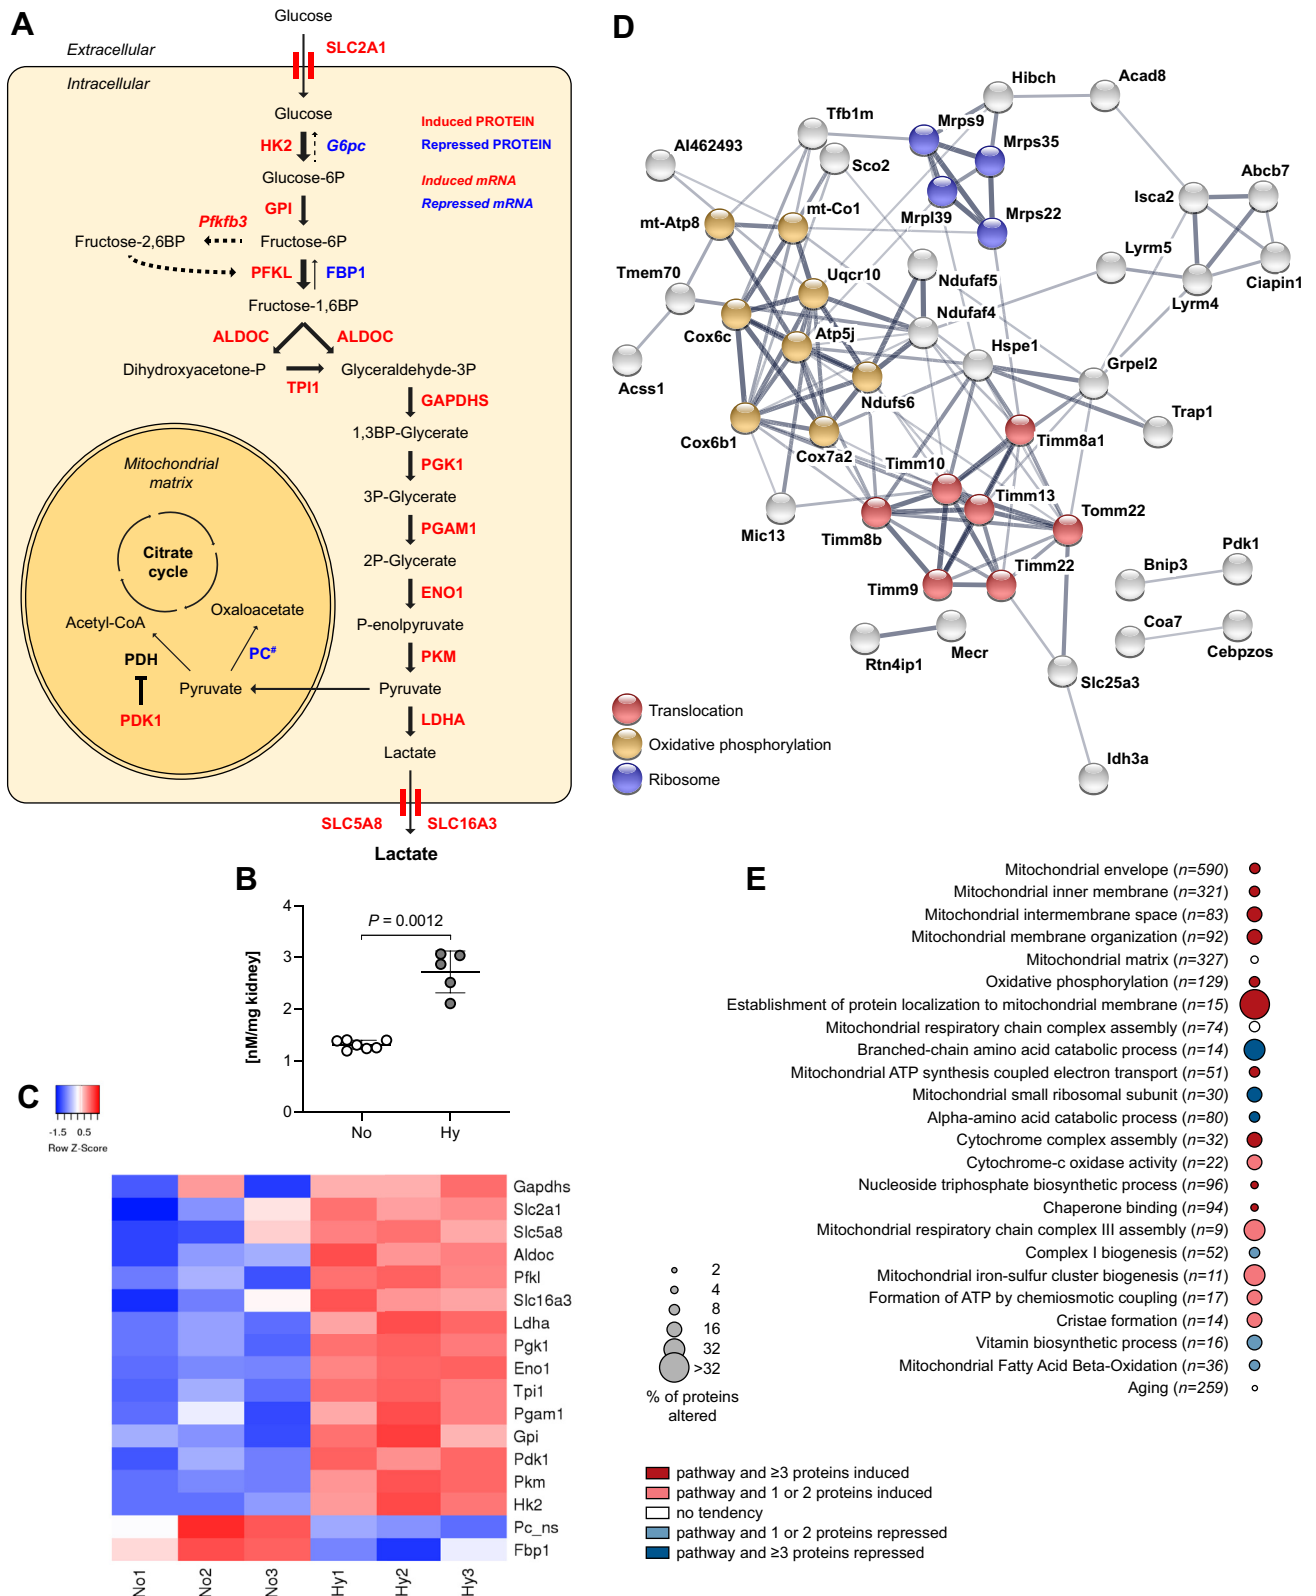 A
Glucose
Extracellular
SLC2A1
Intracellular
Glucose
Induced PROTEIN
HK2
G6pc
Repressed PROTEIN
Glucose-6P
Induced mRNA
GPI
Repressed mRNA
Pfkfb3
Fructose-2,6BP
Fructose-6P
PFKL
FBP1
Fructose-1,6BP
ALDOC
ALDOC
Dihydroxyacetone-P
Glyceraldehyde-3P
TPI1
GAPDHS
1,3BP-Glycerate
PGK1
3P-Glycerate
PGAM1
2P-Glycerate
ENO1
P-enolpyruvate
PKM
Pyruvate
LDHA
Lactate
Mitochondrial
matrix
Citrate
cycle
Oxaloacetate
Acetyl-CoA
PDH
PC#
Pyruvate
PDK1
SLC5A8
SLC16A3
Lactate
B
4
3
2
1
0
[nM/mg kidney]
P = 0.0012
No
Hy
C
-1.5 0.5
Row Z-Score
Gapdhs
Slc2a1
Slc5a8
Aldoc
Pfkl
Slc16a3
Ldha
Pgk1
Eno1
Tpi1
Pgam1
Gpi
Pdk1
Pkm
Hk2
Pc_ns
Fbp1
No1
No2
No3
Hy1
Hy2
Hy3
D
Hibch
Acad8
Tfb1m
Mrps9
AI462493
Sco2
Mrps35
Abcb7
Isca2
mt-Co1
Mrpl39
mt-Atp8
Mrps22
Lyrm5
Tmem70
Uqcr10
Ndufaf5
Lyrm4
Ciapin1
Cox6c
Atp5j
Ndufaf4
Hspe1
Grpel2
Acss1
Ndufs6
Trap1
Cox6b1
Cox7a2
Timm8a1
Timm10
Timm13
Tomm22
Mic13
Timm8b
Timm22
Bnip3
Pdk1
Timm9
Coa7
Cebpzos
Rtn4ip1
Mecr
Slc25a3
Idh3a
Translocation
Oxidative phosphorylation
Ribosome
E
Mitochondrial envelope (n=590)
Mitochondrial inner membrane (n=321)
Mitochondrial intermembrane space (n=83)
Mitochondrial membrane organization (n=92)
Mitochondrial matrix (n=327)
Oxidative phosphorylation (n=129)
Establishment of protein localization to mitochondrial membrane (n=15)
Mitochondrial respiratory chain complex assembly (n=74)
Branched-chain amino acid catabolic process (n=14)
Mitochondrial ATP synthesis coupled electron transport (n=51)
Mitochondrial small ribosomal subunit (n=30)
Alpha-amino acid catabolic process (n=80)
Cytochrome complex assembly (n=32)
Cytochrome-c oxidase activity (n=22)
Nucleoside triphosphate biosynthetic process (n=96)
Chaperone binding (n=94)
Mitochondrial respiratory chain complex III assembly (n=9)
Complex I biogenesis (n=52)
Mitochondrial iron-sulfur cluster biogenesis (n=11)
Formation of ATP by chemiosmotic coupling (n=17)
Cristae formation (n=14)
Vitamin biosynthetic process (n=16)
Mitochondrial Fatty Acid Beta-Oxidation (n=36)
Aging (n=259)
2
4
8
16
32
>32
% of proteins
altered
pathway and ≥3 proteins induced
pathway and 1 or 2 proteins induced
no tendency
pathway and 1 or 2 proteins repressed
pathway and ≥3 proteins repressed